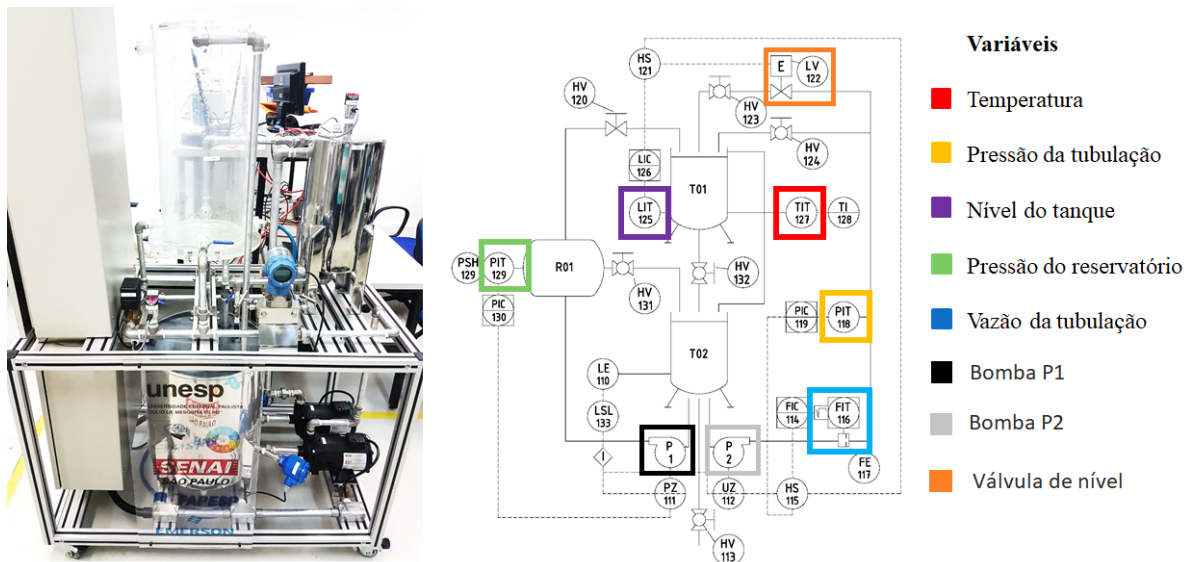 unesp
UNIVERSIDADE ESTADUAL PAULISTA
SENAI
SÃO PAULO
FAPESP
EMERSON
HS
121
E
LV
122
HV
120
HV
123
HV
124
LIC
126
T01
LIT
125
TIT
127
TI
128
PSH
129
PIT
129
R01
HV
132
HV
131
PIC
130
PIC
119
PIT
118
T02
LE
110
LSL
133
FIC
114
FIT
116
P
1
P
2
I
FE
117
PZ
111
UZ
112
HS
115
HV
113
Variáveis
Temperatura
Pressão da tubulação
Nível do tanque
Pressão do reservatório
Vazão da tubulação
Bomba P1
Bomba P2
Válvula de nível